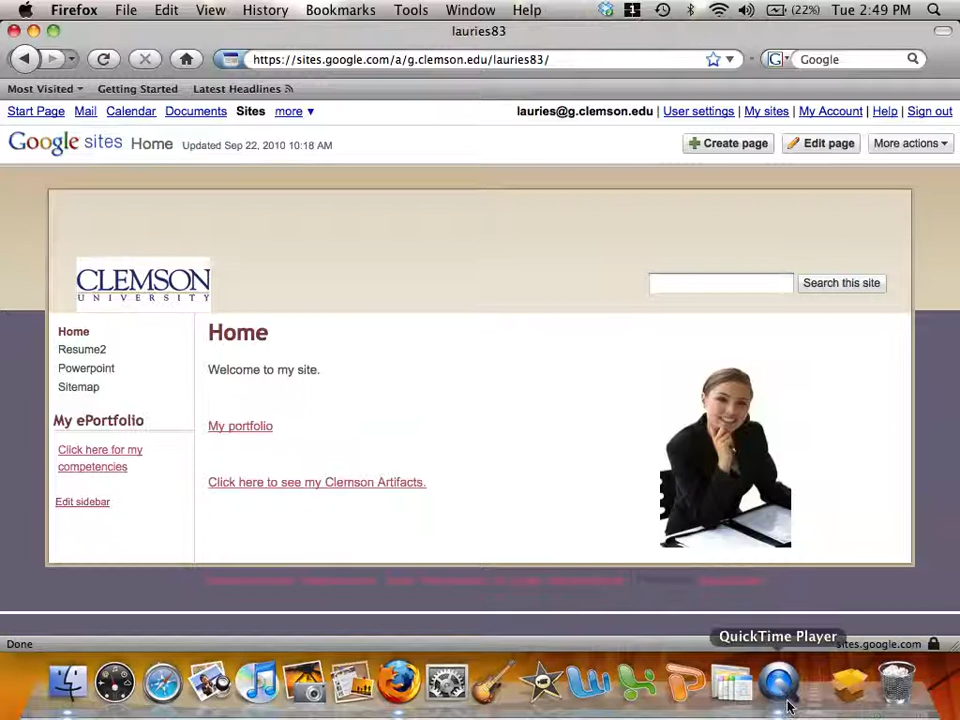 Firefox File Edit View History Bookmarks Tools Window Help 1 (22%) Tue 2:49 PM
lauries83
https://sites.google.com/a/g.clemson.edu/lauries83/ G Google
Most Visited Getting Started Latest Headlines
Start Page Mail Calendar Documents Sites more ▼ lauries@g.clemson.edu | User settings | My sites | My Account | Help | Sign out
Google sites Home Updated Sep 22, 2010 10:18 AM Create page Edit page More actions
CLEMSON
UNIVERSITY
Search this site
Home
Resume2
Powerpoint
Sitemap
My ePortfolio
Click here for my
competencies
Edit sidebar
Home
Welcome to my site.
My portfolio
Click here to see my Clemson Artifacts.
QuickTime Player
Done sites.google.com